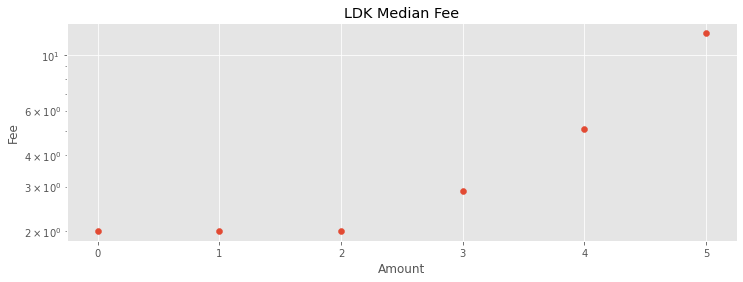 LDK Median Fee
Fee
10¹
6 × 10⁰
4 × 10⁰
3 × 10⁰
2 × 10⁰
0 1 2 3 4 5
Amount